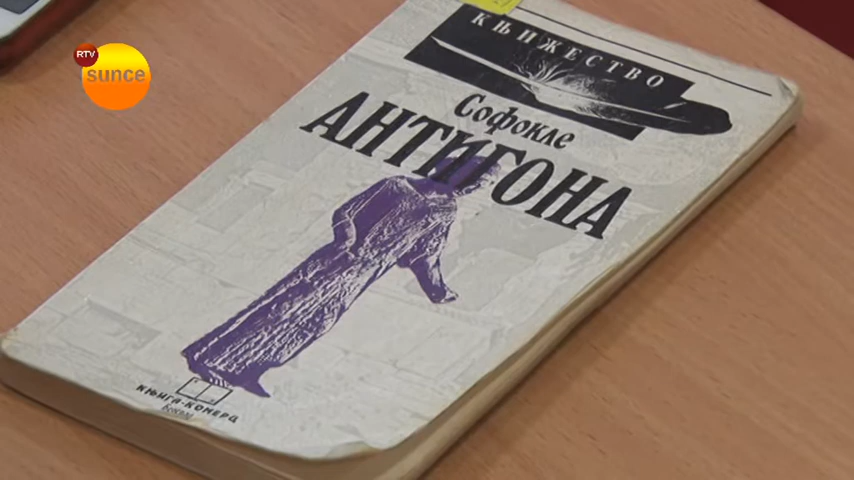 RTV
sunce
КЊИЖЕСТВО
Софокле
АНТИГОНА
КЊИГА-КОМЕРЦ